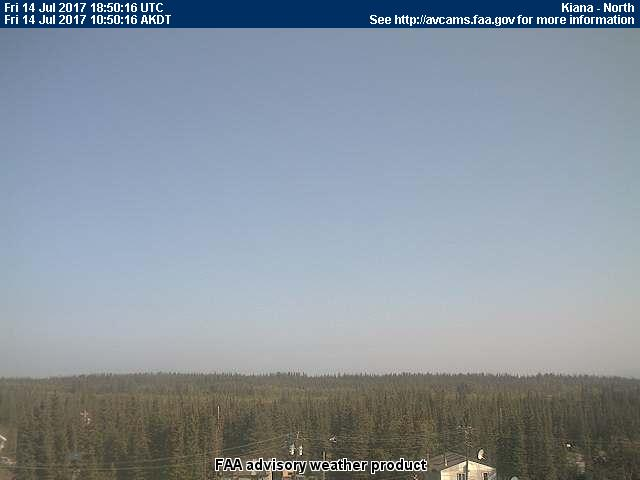 Fri 14 Jul 2017 18:50:16 UTC Kiana - North
Fri 14 Jul 2017 10:50:16 AKDT See http://avcams.faa.gov for more information
FAA advisory weather product